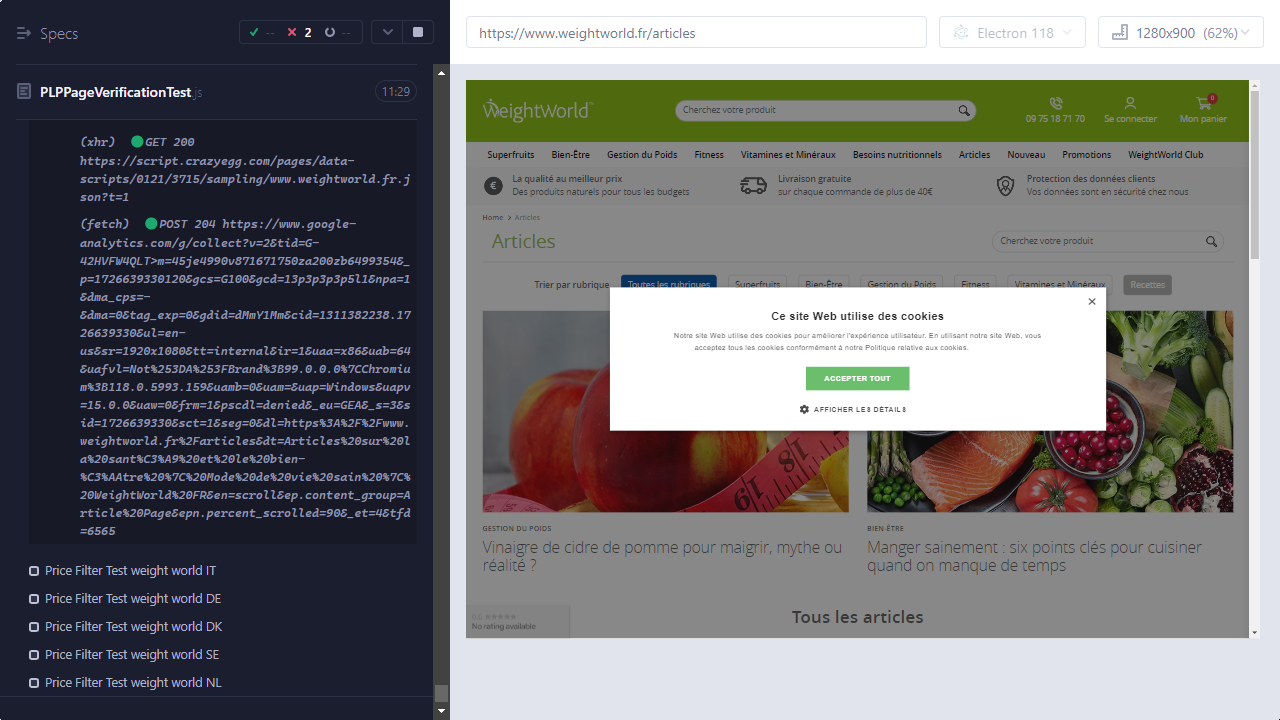 Specs
--
2
--
PLPPageVerificationTest.js
11:29
(xhr) GET 200
https://script.crazyegg.com/pages/data-
scripts/0121/3715/sampling/www.weightworld.fr.j
son?t=1
(fetch) POST 204 https://www.google-
analytics.com/g/collect?v=2&tid=G-
42HVFW4QLT>m=45je4990v871671750za200zb6499354&_
p=1726639330120&gcs=G100&gcd=13p3p3p3p5l1&npa=1
&dma_cps=-
&dma=0&tag_exp=0&gdid=dMmY1Mm&cid=1311382238.17
26639330&ul=en-
us&sr=1920x1080&tt=internal&ir=1&uaa=x86&uab=64
&uafvl=Not%253DA%253FBrand%3B99.0.0.0%7CChromiu
m%3B118.0.5993.159&uamb=0&uam=&uap=Windows&uapv
=15.0.0&uaw=0&frm=1&pscdl=denied&_eu=GEA&_s=3&s
id=1726639330&sct=1&seg=0&dl=https%3A%2F%2Fwww.
weightworld.fr%2Farticles&dt=Articles%20sur%20l
a%20sant%C3%A9%20et%20le%20bien-
%C3%AAtre%20%7C%20Mode%20de%20vie%20sain%20%7C%
20WeightWorld%20FR&en=scroll&ep.content_group=A
rticle%20Page&epn.percent_scrolled=90&_et=4&tfd
=6565
Price Filter Test weight world IT
Price Filter Test weight world DE
Price Filter Test weight world DK
Price Filter Test weight world SE
Price Filter Test weight world NL
https://www.weightworld.fr/articles
Electron 118
1280x900 (62%)
WeightWorld™
Cherchez votre produit
09 75 18 71 70
Se connecter
0
Mon panier
Superfruits Bien-Être Gestion du Poids Fitness Vitamines et Minéraux Besoins nutritionnels Articles Nouveau Promotions WeightWorld Club
€
La qualité au meilleur prix
Des produits naturels pour tous les budgets
Livraison gratuite
sur chaque commande de plus de 40€
Protection des données clients
Vos données sont en sécurité chez nous
Home > Articles
Articles
Cherchez votre produit
Trier par rubrique Toutes les rubriques Superfruits Bien-Être Gestion du Poids Fitness Vitamines et Minéraux Recettes
×
Ce site Web utilise des cookies
Notre site Web utilise des cookies pour améliorer l'expérience utilisateur. En utilisant notre site Web, vous
acceptez tous les cookies conformément à notre Politique relative aux cookies.
ACCEPTER TOUT
AFFICHER LES DÉTAILS
18
19
GESTION DU POIDS
Vinaigre de cidre de pomme pour maigrir, mythe ou
réalité ?
BIEN-ÊTRE
Manger sainement : six points clés pour cuisiner
quand on manque de temps
No rating available
Tous les articles